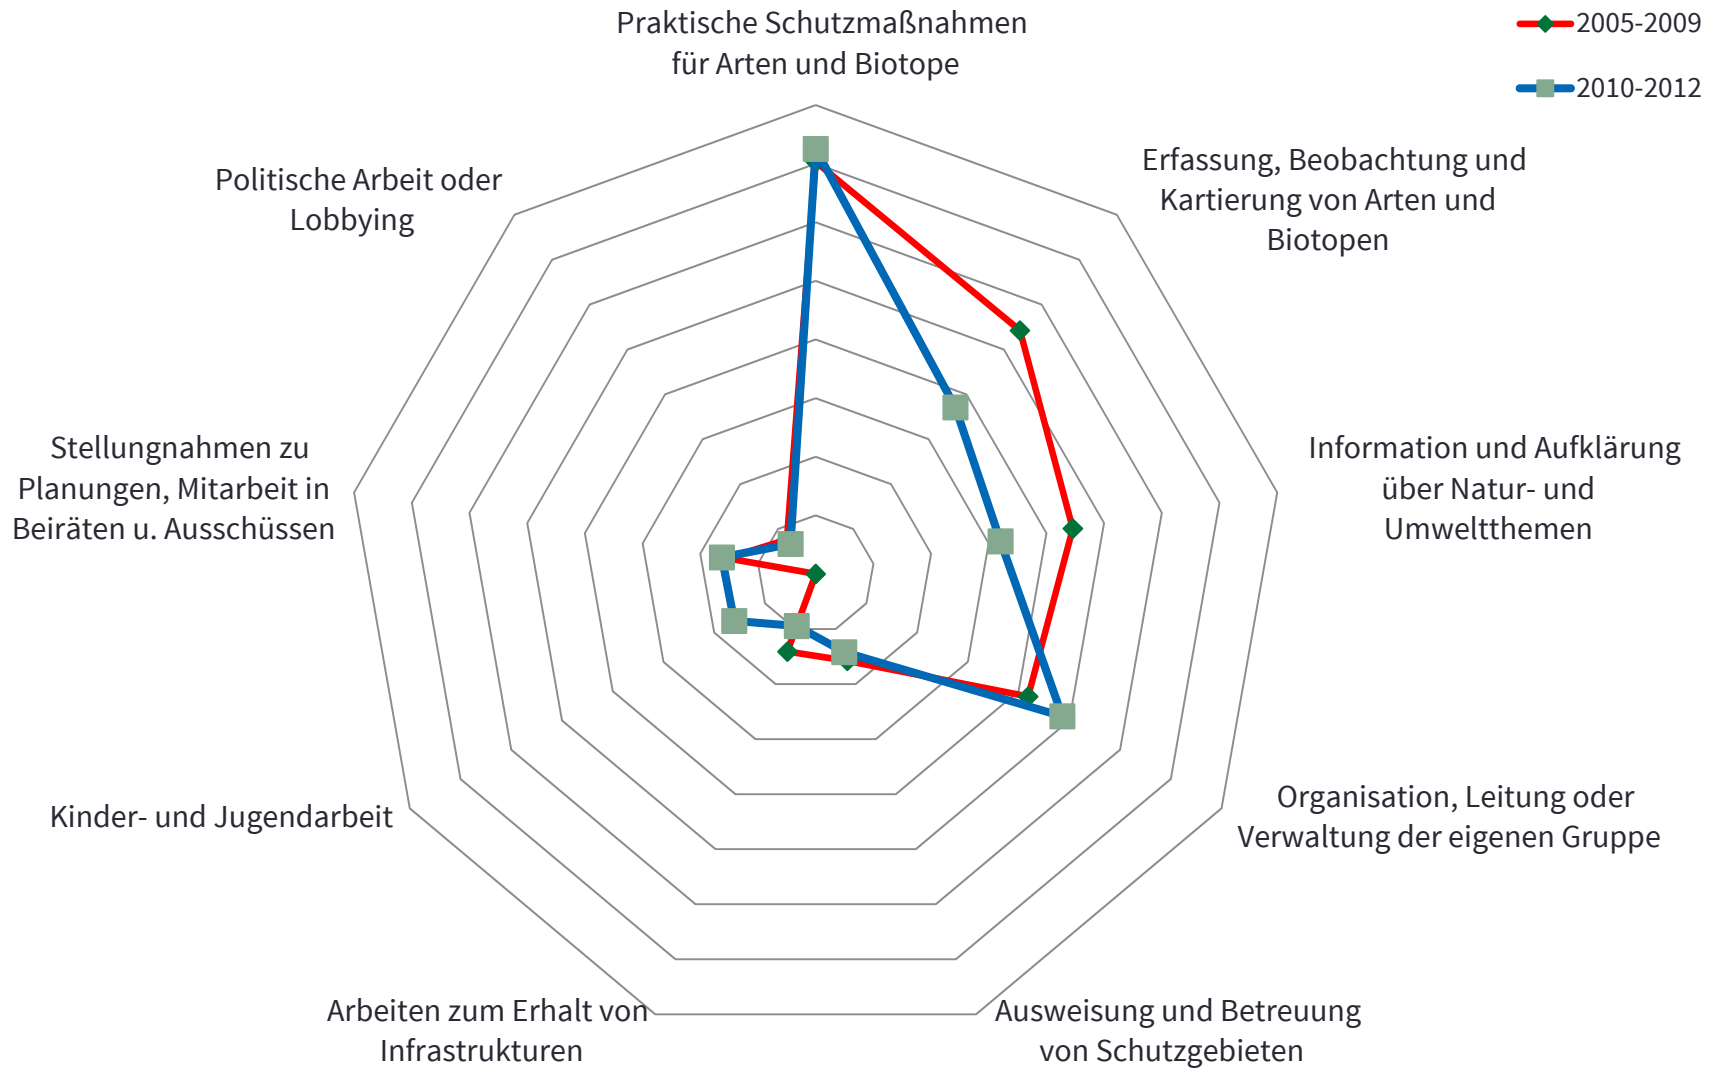 Praktische Schutzmaßnahmen
für Arten und Biotope
2005-2009
2010-2012
Erfassung, Beobachtung und
Kartierung von Arten und
Biotopen
Information und Aufklärung
über Natur- und
Umweltthemen
Organisation, Leitung oder
Verwaltung der eigenen Gruppe
Ausweisung und Betreuung
von Schutzgebieten
Arbeiten zum Erhalt von
Infrastrukturen
Kinder- und Jugendarbeit
Stellungnahmen zu
Planungen, Mitarbeit in
Beiräten u. Ausschüssen
Politische Arbeit oder
Lobbying